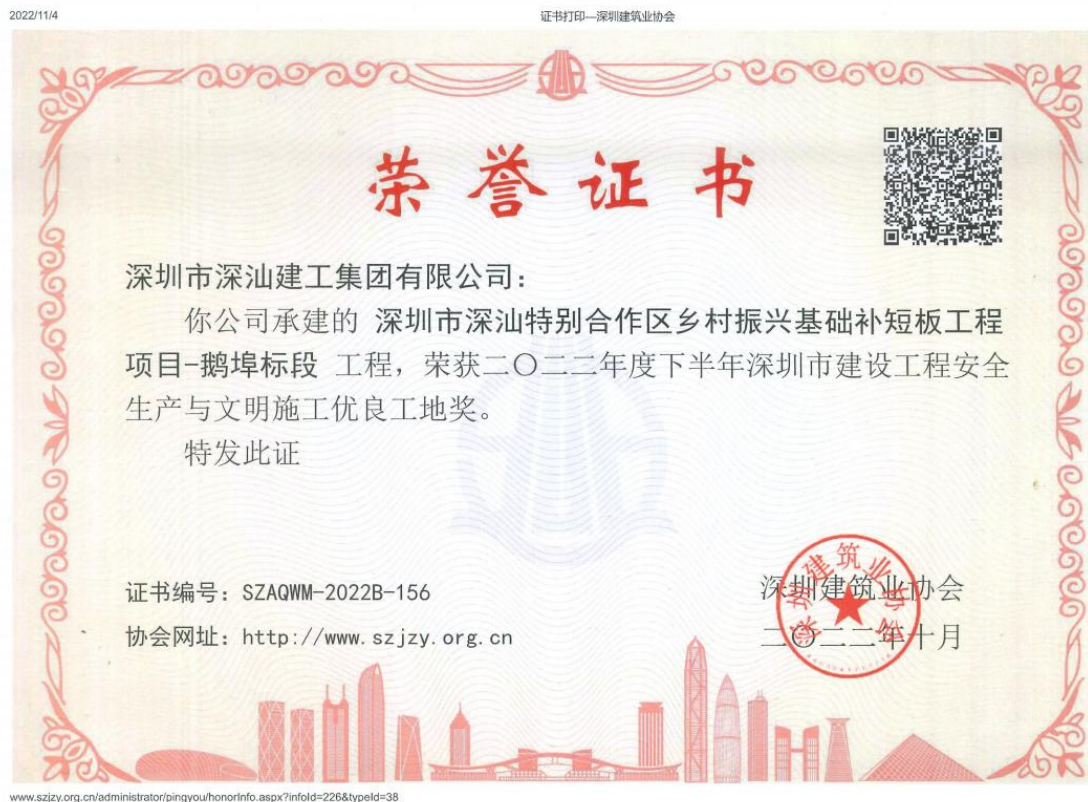 2022/11/4
证书打印—深圳建筑业协会
荣誉证书
深圳市深汕建工集团有限公司：
你公司承建的 深圳市深汕特别合作区乡村振兴基础补短板工程
项目-鹅埠标段 工程，荣获二〇二二年度下半年深圳市建设工程安全
生产与文明施工优良工地奖。
特发此证
证书编号：SZAQWM-2022B-156
深圳建筑业协会
协会网址：http://www.szjzy.org.cn
二〇二二年十月
深圳建筑业协会
www.szjzy.org.cn/administrator/pingyou/honorInfo.aspx?infoId=226&typeId=38